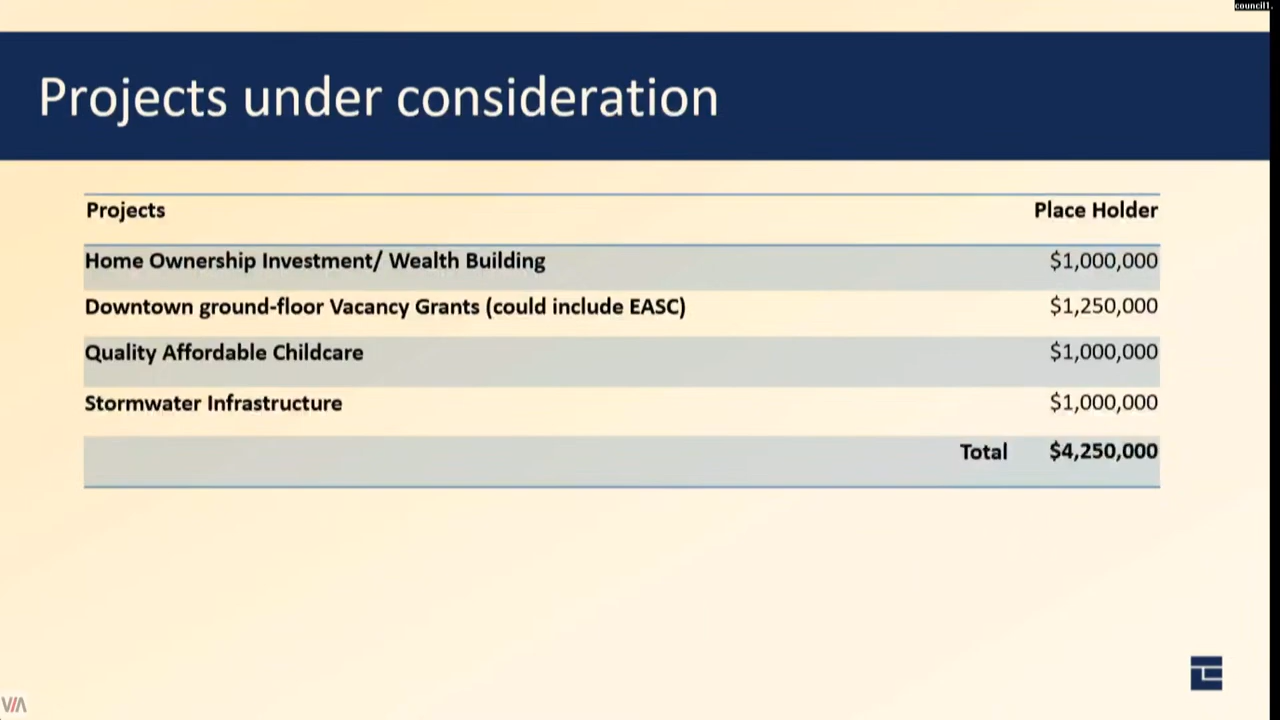 council1.
Projects under consideration
Projects Place Holder
Home Ownership Investment/ Wealth Building $1,000,000
Downtown ground-floor Vacancy Grants (could include EASC) $1,250,000
Quality Affordable Childcare $1,000,000
Stormwater Infrastructure $1,000,000
Total $4,250,000
VIA